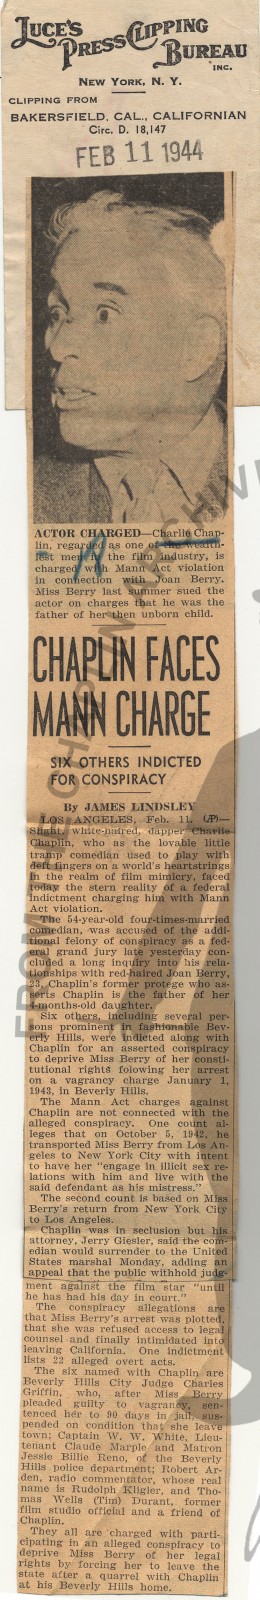 LUCE'S
PRESS CLIPPING
BUREAU
INC.
NEW YORK, N. Y.
CLIPPING FROM
BAKERSFIELD, CAL., CALIFORNIAN
Circ. D. 18,147
FEB 11 1944
ACTOR CHARGED—Charlie Chap-
lin, regarded as one of the wealth-
iest men in the film industry, is
charged with Mann Act violation
in connection with Joan Berry.
Miss Berry last summer sued the
actor on charges that he was the
father of her then unborn child.
CHAPLIN FACES
MANN CHARGE
SIX OTHERS INDICTED
FOR CONSPIRACY
By JAMES LINDSLEY
LOS ANGELES, Feb. 11. (AP)—
Slight, white-haired, dapper Charlie
Chaplin, who as the lovable little
tramp comedian used to play with
deft fingers on a world's heartstrings
in the realm of film mimicry, faced
today the stern reality of a federal
indictment charging him with Mann
Act violation.
The 54-year-old four-times-married
comedian, was accused of the addi-
tional felony of conspiracy as a fed-
eral grand jury late yesterday con-
cluded a long inquiry into his rela-
tionships with red-haired Joan Berry,
23, Chaplin's former protege who as-
serts Chaplin is the father of her
4-months-old daughter.
Six others, including several per-
sons prominent in fashionable Bev-
erly Hills, were indicted along with
Chaplin for an asserted conspiracy
to deprive Miss Berry of her consti-
tutional rights folowing her arrest
on a vagrancy charge January 1,
1943, in Beverly Hills.
The Mann Act charges against
Chaplin are not connected with the
alleged conspiracy. One count al-
leges that on October 5, 1942, he
transported Miss Berry from Los An-
geles to New York City with
intent to have her "engage in illicit sex re-
lations with him and live with the
said defendant as his mistress."
The second count is based on Miss
Berry's return from New York City
to Los Angeles.
Chaplin was in seclusion but his
attorney, Jerry Giesler, said the com-
edian would surrender to the United
States marshal Monday, adding an
appeal that the public withhold judg-
ment against the film star "until he
has had his day in court."
The conspiracy allegations are
that Miss Berry's arrest was plotted,
that she was refused access to legal
counsel and finally intimidated into
leaving California. One indictment
lists 22 alleged overt acts.
The six named with Chaplin are
Beverly Hills City Judge Charles
Griffin, who, after Miss Berry
pleaded guilty to vagrancy, sen-
tenced her to 90 days in jail, sus-
pended on condition that she leave
town; Captain W. W. White, Lieu-
tenant Claude Marple and Matron
Jessie Billie Reno, of the Beverly
Hills police department; Robert Ar-
den, radio commentator, whose real
name is Rudolph Kligler, and Tho-
mas Wells (Tim) Durant, former
film studio official and a friend of
Chaplin.
They all are charged with parti-
cipating in an alleged conspiracy to
deprive Miss Berry of her legal
rights by forcing her to leave the
state after a quarrel with Chaplin
at his Beverly Hills home.
FROM THE CHAPLIN ARCHIVE